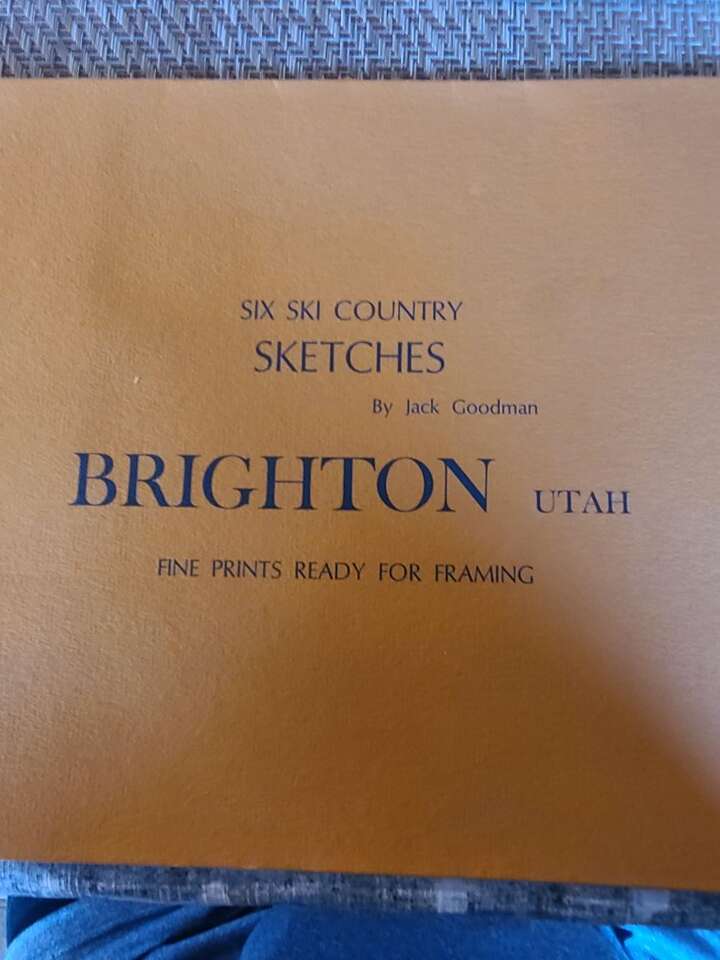 SIX SKI COUNTRY
SKETCHES
By Jack Goodman
BRIGHTON UTAH
FINE PRINTS READY FOR FRAMING